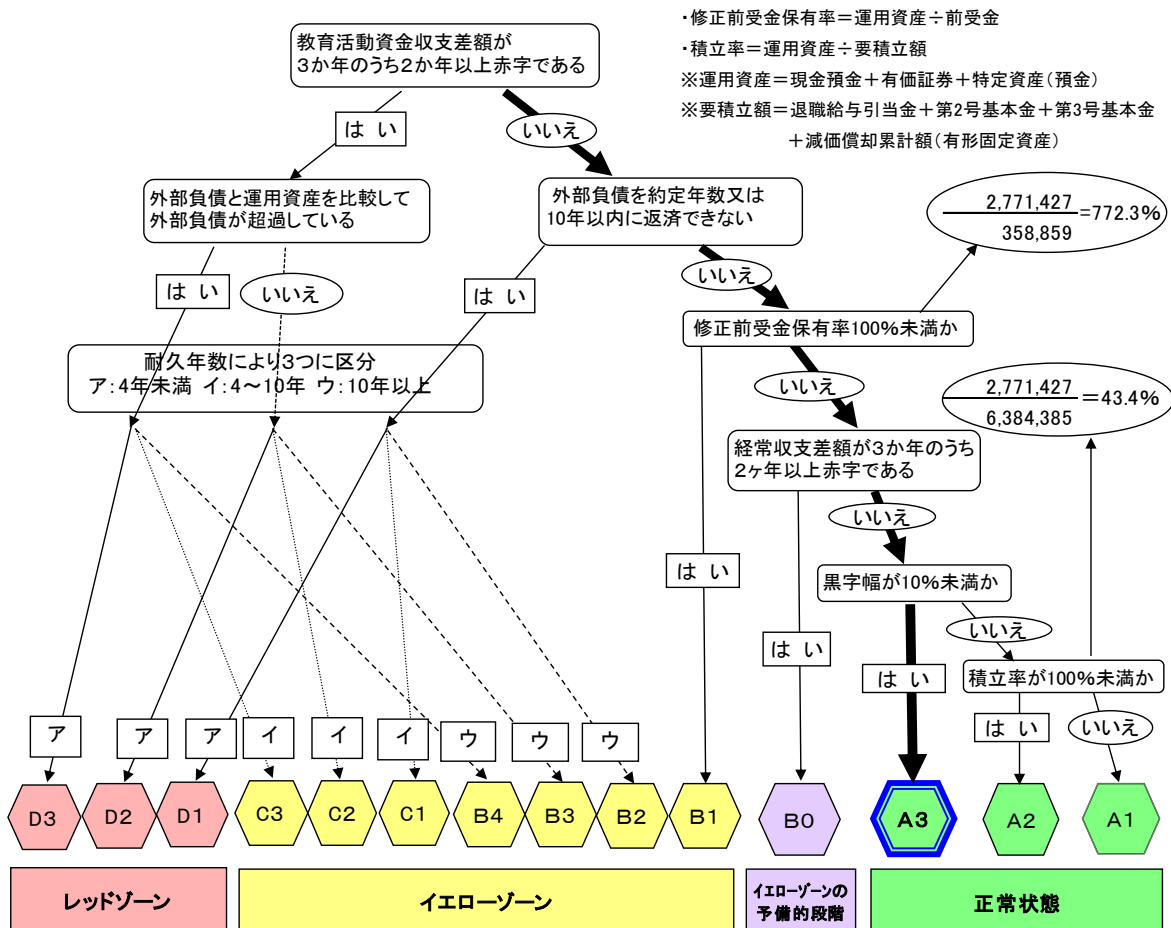 ・修正前受金保有率＝運用資産÷前受金
・積立率＝運用資産÷要積立額
※運用資産＝現金預金＋有価証券＋特定資産(預金)
※要積立額＝退職給与引当金＋第2号基本金＋第3号基本金
＋減価償却累計額(有形固定資産)
教育活動資金収支差額が
3か年のうち2か年以上赤字である
は い
いいえ
外部負債と運用資産を比較して
外部負債が超過している
外部負債を約定年数又は
10年以内に返済できない
2,771,427
358,859
=772.3%
は い
いいえ
は い
いいえ
修正前受金保有率100%未満か
耐久年数により3つに区分
ア:4年未満 イ:4～10年 ウ:10年以上
いいえ
2,771,427
6,384,385
＝43.4%
経常収支差額が3か年のうち
2ヶ年以上赤字である
いいえ
は い
黒字幅が10%未満か
いいえ
は い
は い
積立率が100%未満か
は い
いいえ
ア
ア
ア
イ
イ
イ
ウ
ウ
ウ
D3
D2
D1
C3
C2
C1
B4
B3
B2
B1
B0
A3
A2
A1
レッドゾーン
イエローゾーン
イエローゾーンの
予備的段階
正常状態